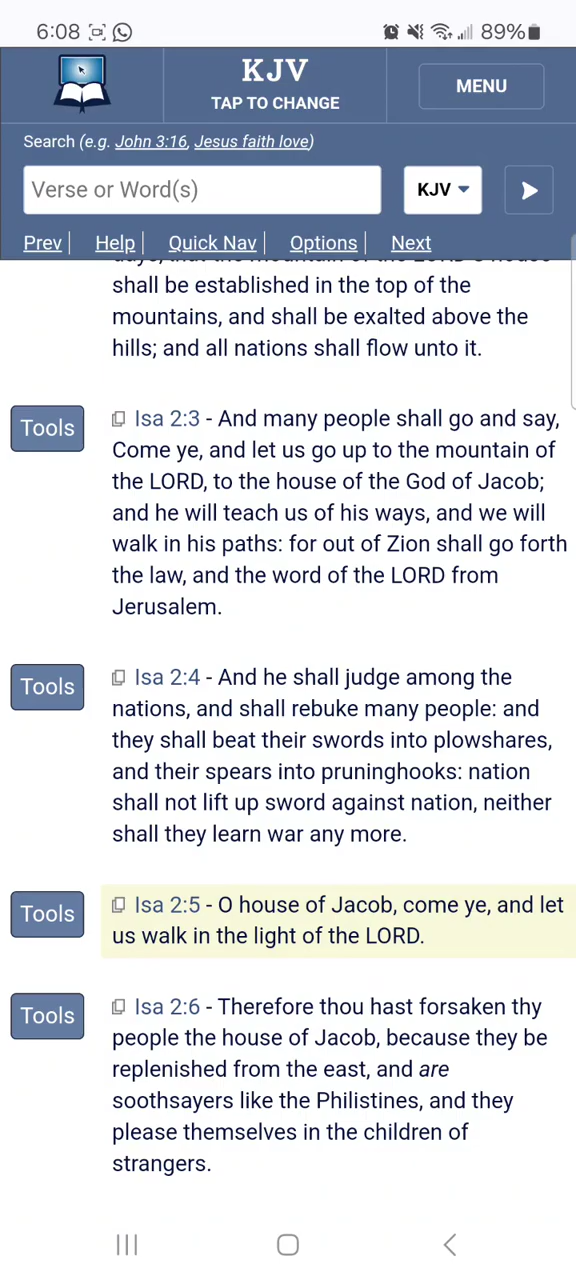 6:08 89%
KJV
TAP TO CHANGE
MENU
Search (e.g. John 3:16, Jesus faith love)
Verse or Word(s) KJV
Prev Help Quick Nav Options Next
days, that the mountain of the LORD'S house
shall be established in the top of the
mountains, and shall be exalted above the
hills; and all nations shall flow unto it.
Tools Isa 2:3 - And many people shall go and say,
Come ye, and let us go up to the mountain of
the LORD, to the house of the God of Jacob;
and he will teach us of his ways, and we will
walk in his paths: for out of Zion shall go forth
the law, and the word of the LORD from
Jerusalem.
Tools Isa 2:4 - And he shall judge among the
nations, and shall rebuke many people: and
they shall beat their swords into plowshares,
and their spears into pruninghooks: nation
shall not lift up sword against nation, neither
shall they learn war any more.
Tools Isa 2:5 - O house of Jacob, come ye, and let
us walk in the light of the LORD.
Tools Isa 2:6 - Therefore thou hast forsaken thy
people the house of Jacob, because they be
replenished from the east, and are
soothsayers like the Philistines, and they
please themselves in the children of
strangers.